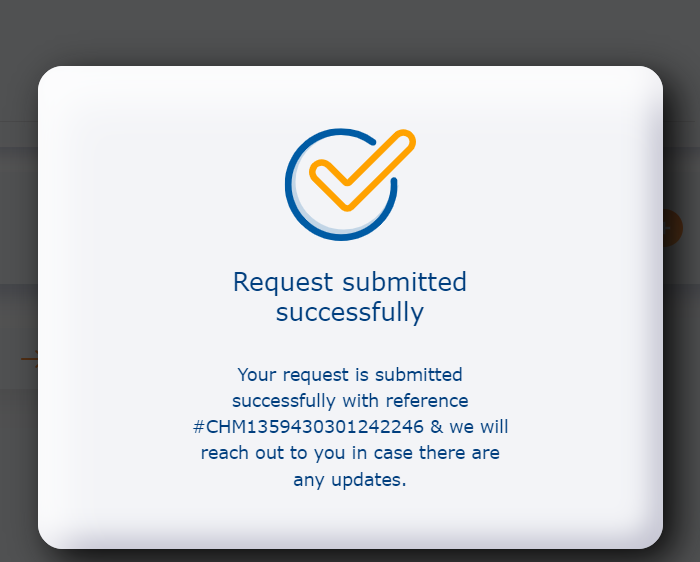 Request submitted
successfully
Your request is submitted
successfully with reference
#CHM1359430301242246 & we will
reach out to you in case there are
any updates.